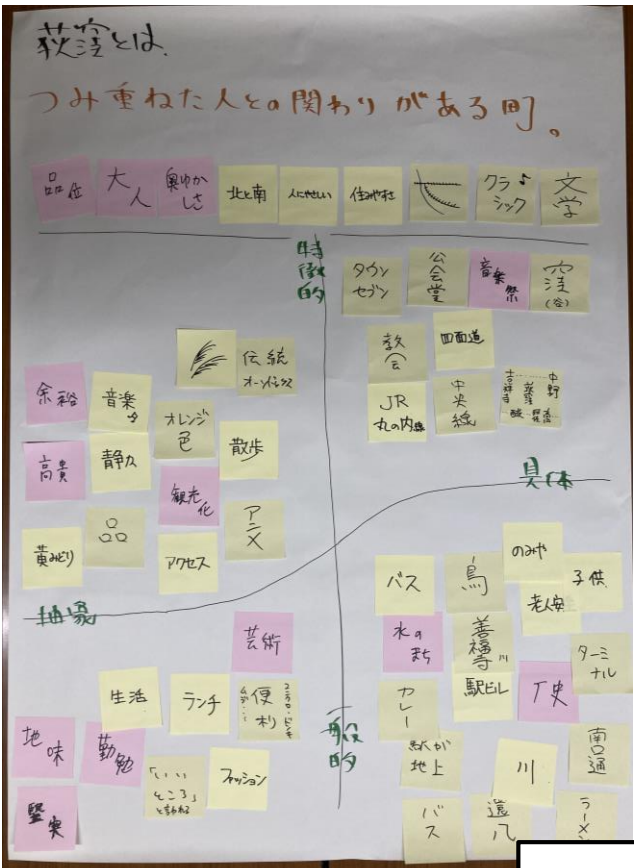 荻窪とは、
つみ重ねた人との関わりがある町。
品位
大人
奥ゆかしさ
北と南
人にやさしい
住みやすさ
クラシック♪
文学
特徴的
タウンセブン
公会堂
音楽祭
窪(谷)
教会
四面道
JR
丸の内線
中央線
吉祥寺
荻窪
中野
伝統
余裕
音楽
オレンジ色
散歩
高貴
静か
観光化
アニメ
黄みどり
品
アクセス
具体
抽象
バス
鳥
のみや
子供
老人安
水のまち
善福寺川
駅ビル
ターミナル
カレー
芸術
生活
ランチ
便利
一般的
駅が地上
川
南口通
地味
勤勉
「いいところ」と言われる
ファッション
堅実
バス
ラーメン